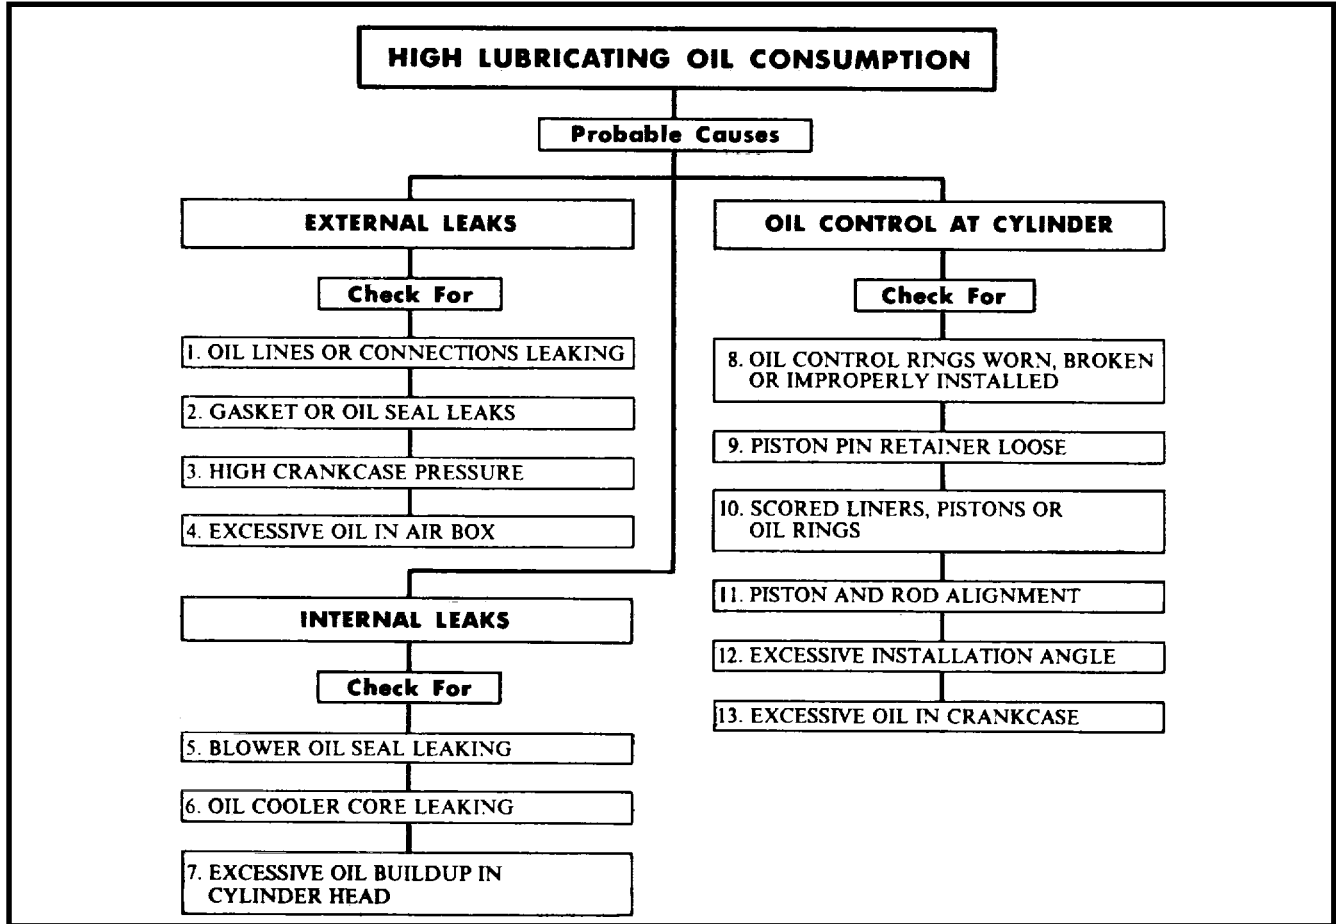 HIGH LUBRICATING OIL CONSUMPTION
Probable Causes
EXTERNAL LEAKS
Check For
1. OIL LINES OR CONNECTIONS LEAKING
2. GASKET OR OIL SEAL LEAKS
3. HIGH CRANKCASE PRESSURE
4. EXCESSIVE OIL IN AIR BOX
INTERNAL LEAKS
Check For
5. BLOWER OIL SEAL LEAKING
6. OIL COOLER CORE LEAKING
7. EXCESSIVE OIL BUILDUP IN
CYLINDER HEAD
OIL CONTROL AT CYLINDER
Check For
8. OIL CONTROL RINGS WORN, BROKEN
OR IMPROPERLY INSTALLED
9. PISTON PIN RETAINER LOOSE
10. SCORED LINERS, PISTONS OR
OIL RINGS
11. PISTON AND ROD ALIGNMENT
12. EXCESSIVE INSTALLATION ANGLE
13. EXCESSIVE OIL IN CRANKCASE